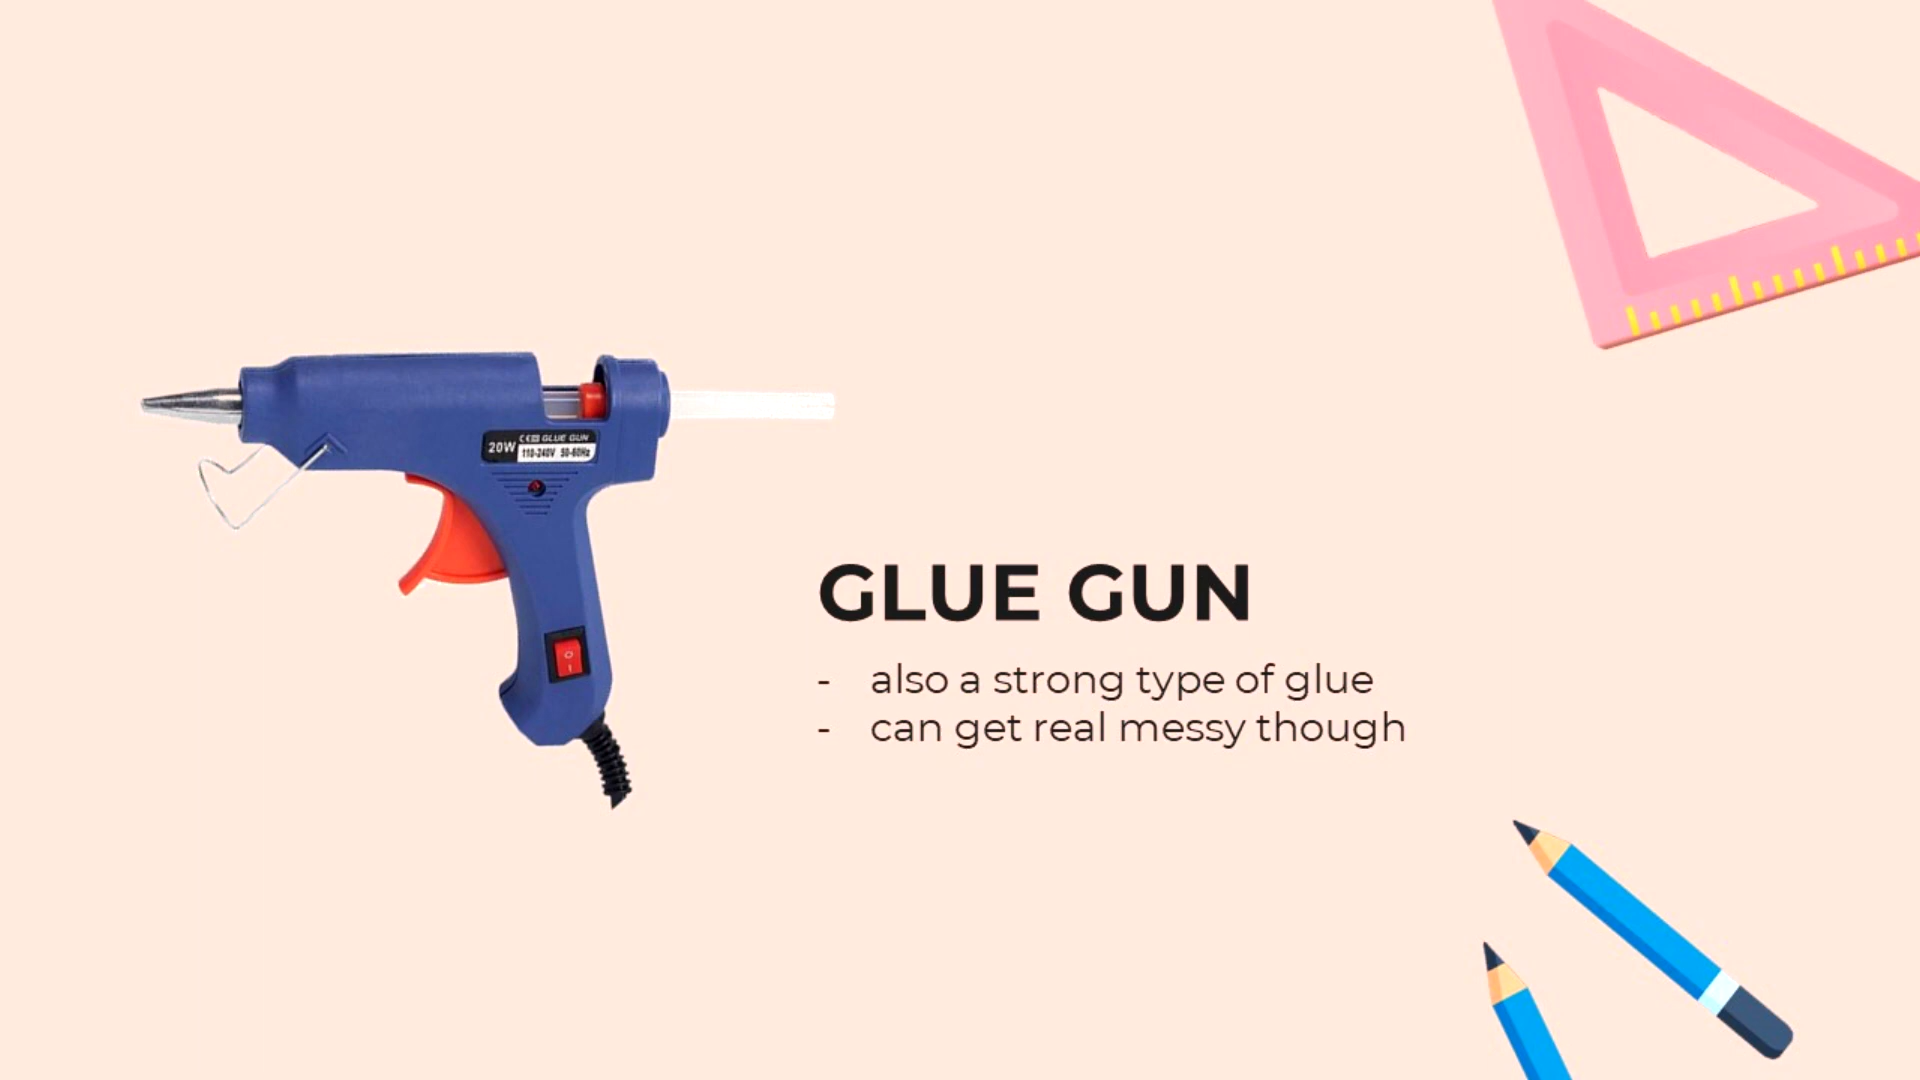 20W CE GLUE GUN
110-240V 50-60Hz
GLUE GUN
- also a strong type of glue
- can get real messy though